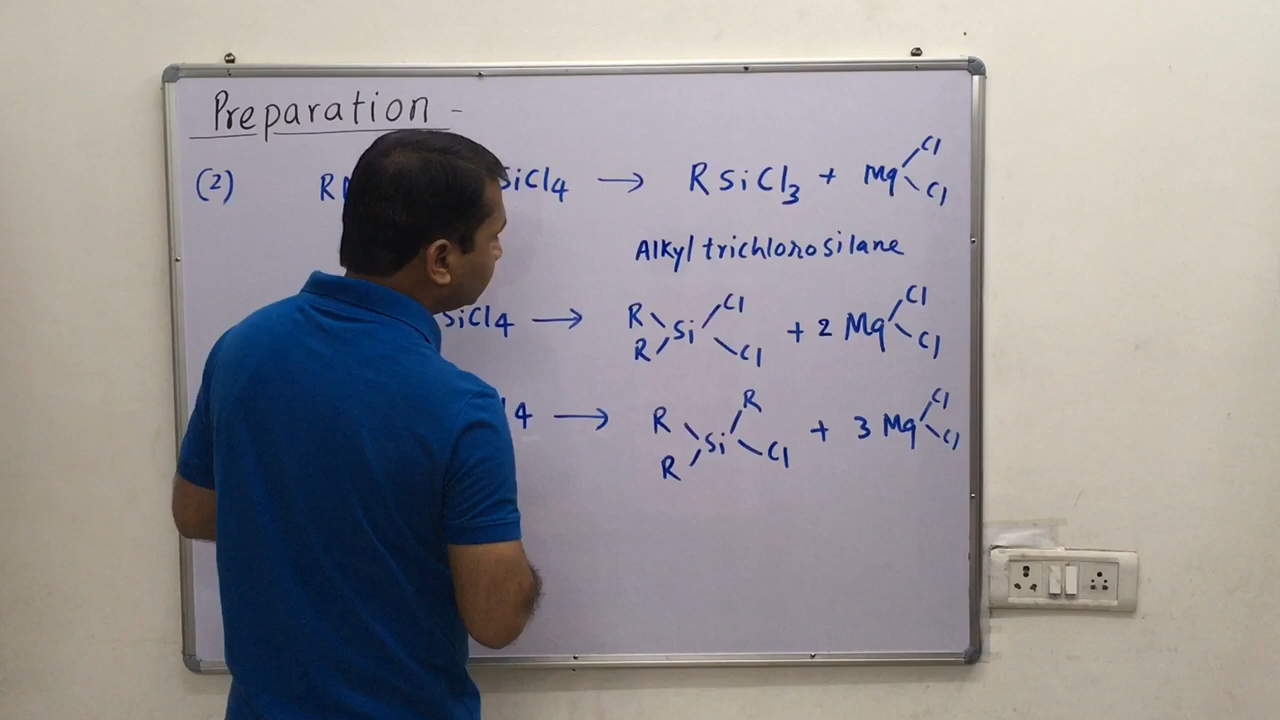 Preparation -
(2) R SiCl4 → RSiCl3 + Mg Cl Cl
Alkyl trichlorosilane
SiCl4 → R R Si Cl Cl + 2 Mg Cl Cl
4 → R R Si R Cl + 3 Mg Cl Cl